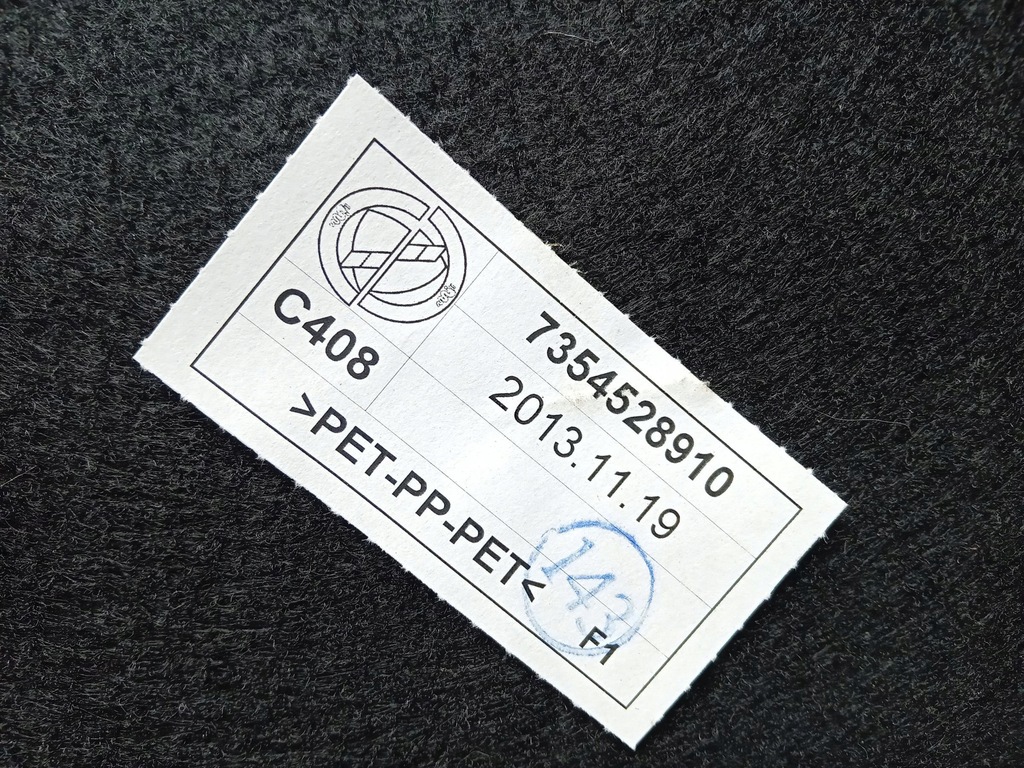 7354528910
C408
2013.11.19
>PET-PP-PET<
143
F1